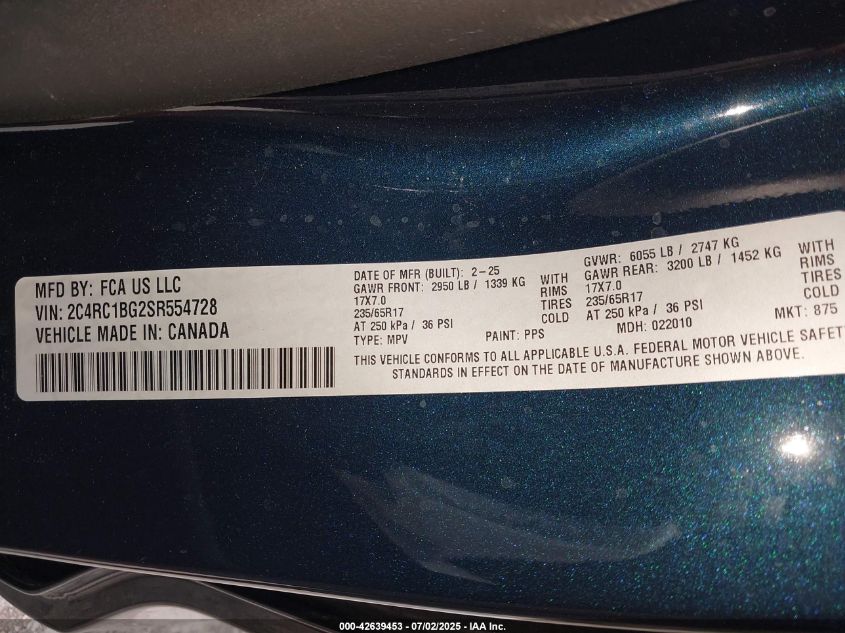 MFD BY: FCA US LLC
VIN: 2C4RC1BG2SR554728
VEHICLE MADE IN: CANADA
DATE OF MFR (BUILT): 2-25
GAWR FRONT: 2950 LB / 1339 KG WITH
17X7.0 RIMS
235/65R17 TIRES
AT 250 kPa / 36 PSI COLD
TYPE: MPV PAINT: PPS
GVWR: 6055 LB / 2747 KG
GAWR REAR: 3200 LB / 1452 KG WITH
17X7.0 RIMS
235/65R17 TIRES
AT 250 kPa / 36 PSI COLD
MDH: 022010 MKT: 875
THIS VEHICLE CONFORMS TO ALL APPLICABLE U.S.A. FEDERAL MOTOR VEHICLE SAFET
STANDARDS IN EFFECT ON THE DATE OF MANUFACTURE SHOWN ABOVE.
000-42639453 - 07/02/2025 - IAA Inc.